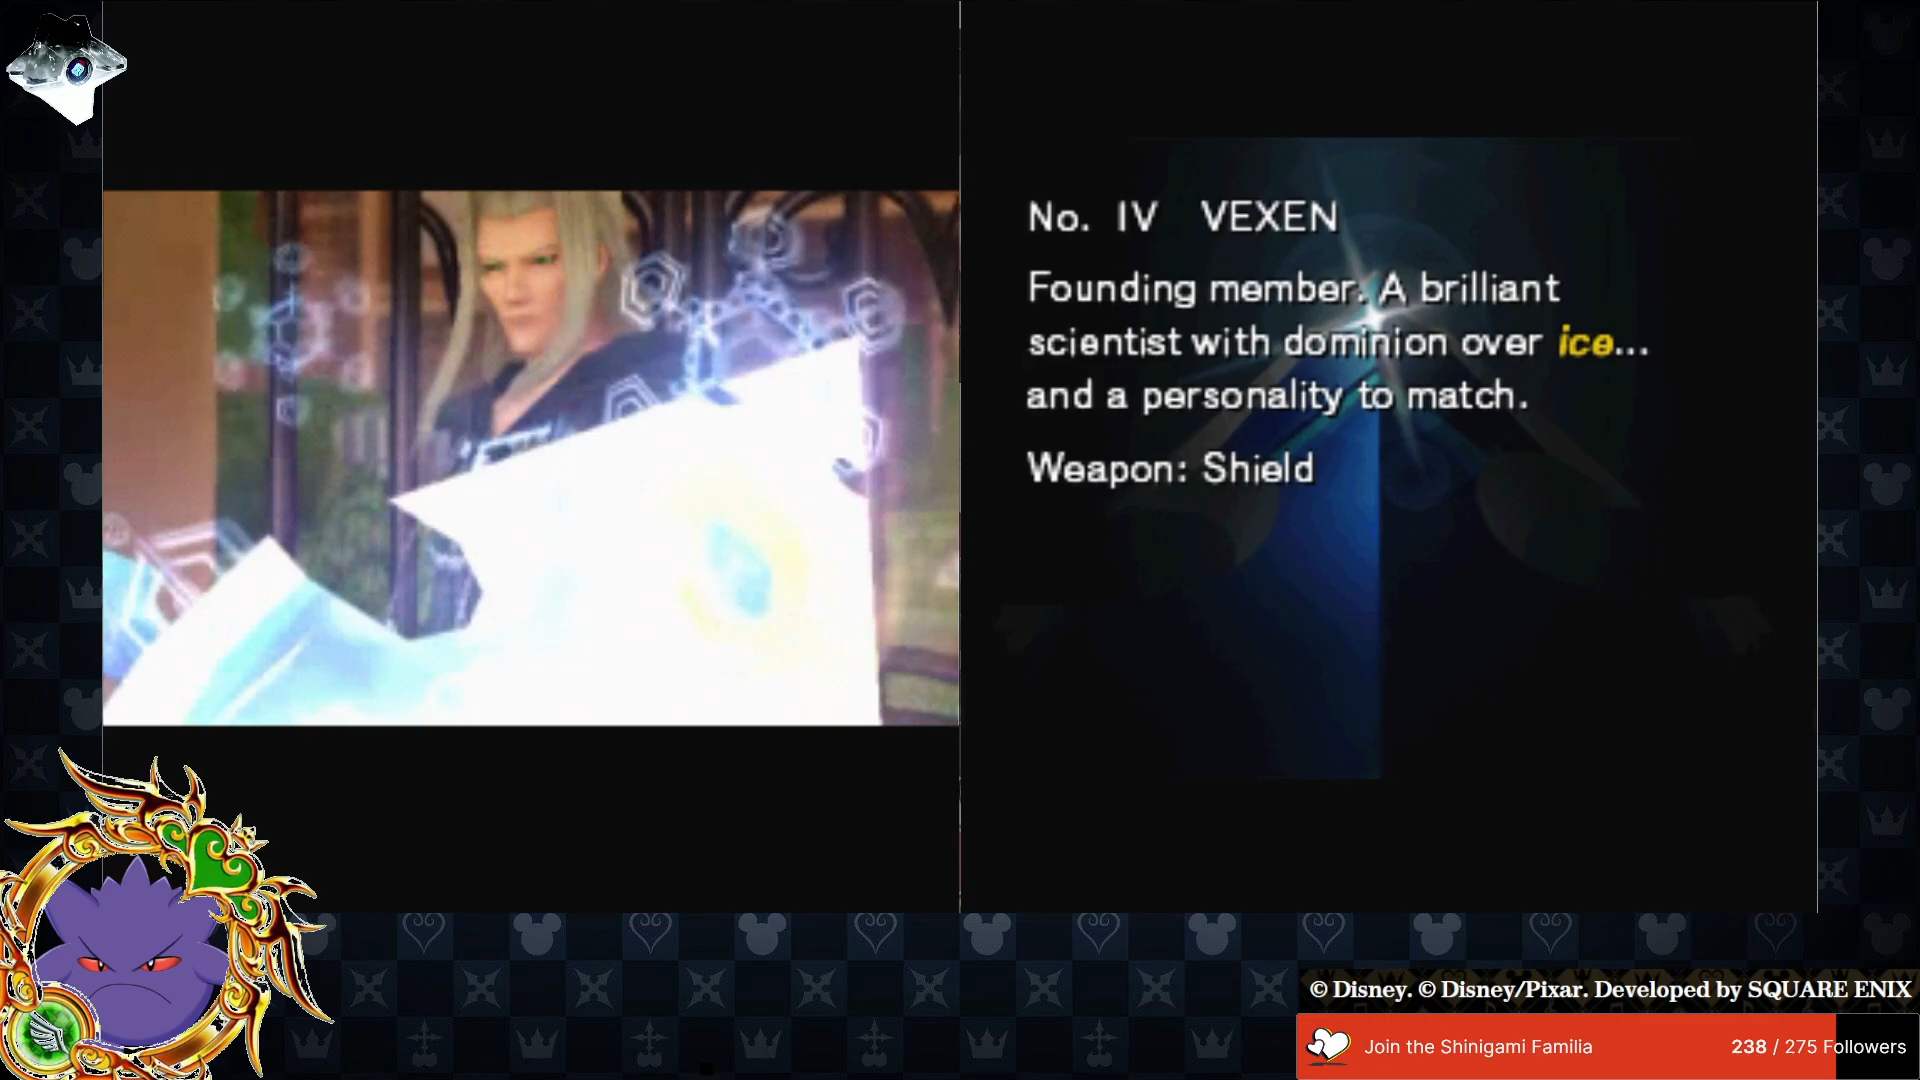 No. IV VEXEN
Founding member. A brilliant
scientist with dominion over ice...
and a personality to match.
Weapon: Shield
© Disney. © Disney/Pixar. Developed by SQUARE ENIX
Join the Shinigami Familia
238 / 275 Followers